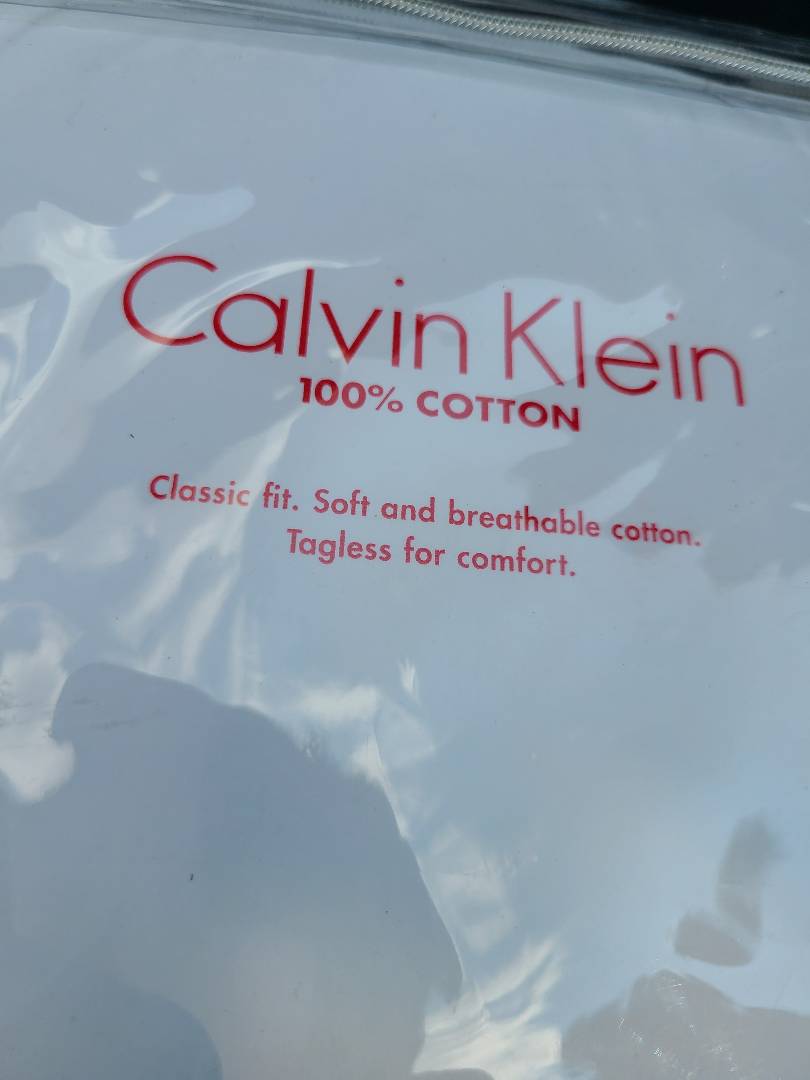 Calvin Klein
100% COTTON
Classic fit. Soft and breathable cotton.
Tagless for comfort.